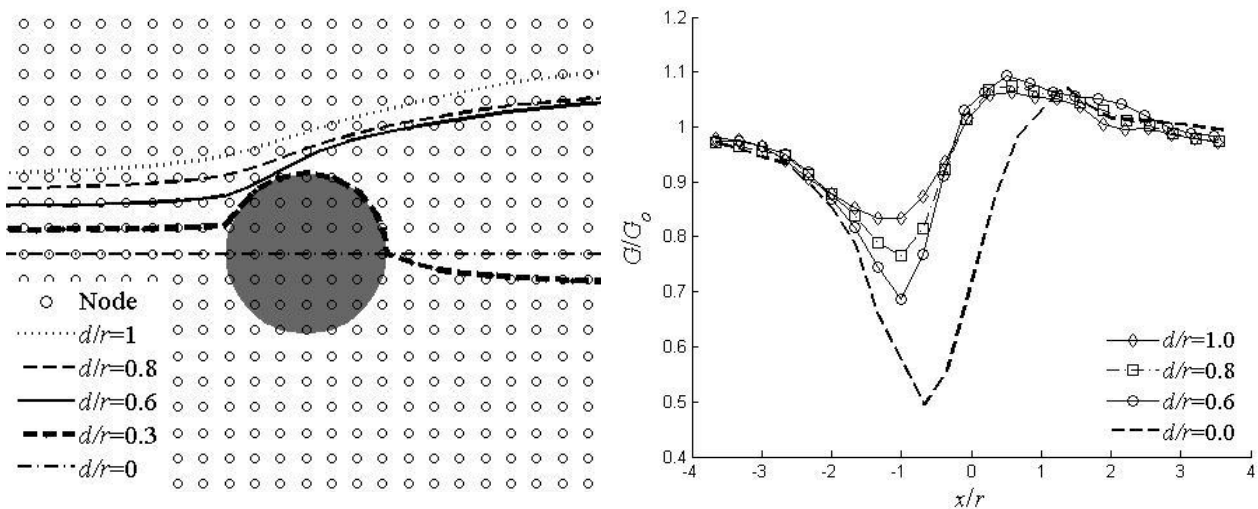 Node
d/r=1
d/r=0.8
d/r=0.6
d/r=0.3
d/r=0
1.2
1.1
1
0.9
0.8
0.7
0.6
0.5
0.4
G/Go
-4 -3 -2 -1 0 1 2 3 4
x/r
d/r=1.0
d/r=0.8
d/r=0.6
d/r=0.0